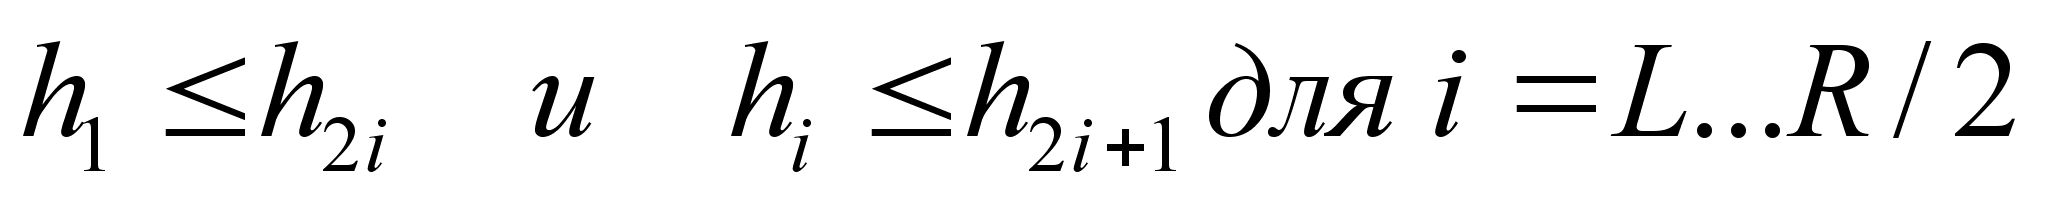 h₁ ≤ h₂ᵢ и hᵢ ≤ h₂ᵢ₊₁ для i = L...R/2